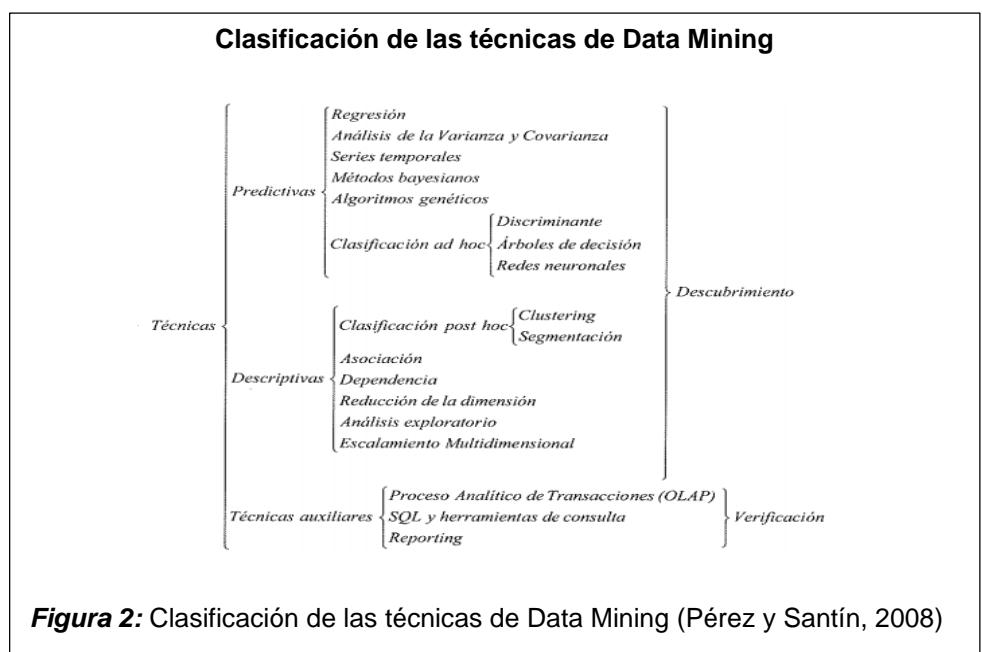 Clasificación de las técnicas de Data Mining
Regresión
Análisis de la Varianza y Covarianza
Series temporales
Métodos bayesianos
Predictivas
Algoritmos genéticos
Discriminante
Clasificación ad hoc
Árboles de decisión
Redes neuronales
Descubrimiento
Técnicas
Clasificación post hoc
Clustering
Segmentación
Asociación
Descriptivas
Dependencia
Reducción de la dimensión
Análisis exploratorio
Escalamiento Multidimensional
Proceso Analítico de Transacciones (OLAP)
Técnicas auxiliares
SQL y herramientas de consulta
Verificación
Reporting
Figura 2: Clasificación de las técnicas de Data Mining (Pérez y Santín, 2008)